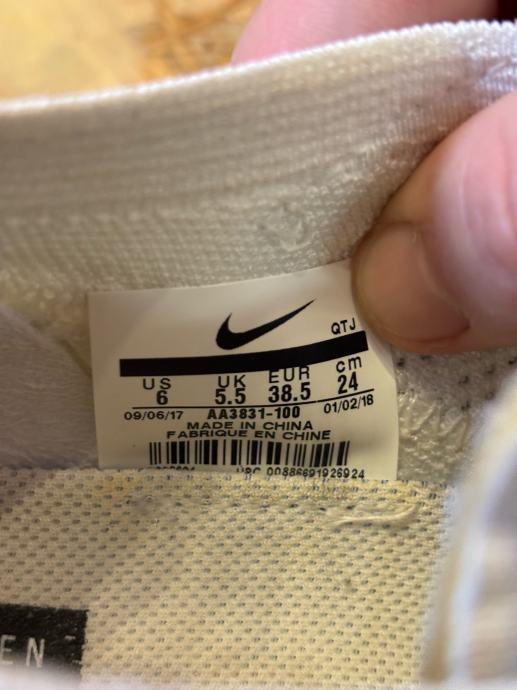 QTJ
US UK EUR cm
6 5.5 38.5 24
09/06/17 AA3831-100 01/02/18
MADE IN CHINA
FABRIQUE EN CHINE
UPC 00886691926924
EN